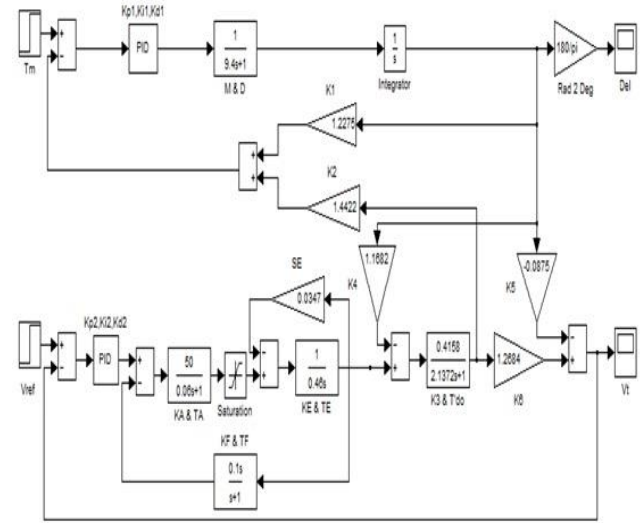 Kp1,Ki1,Kd1
+
-
PID
1
9.4s+1
1
s
180/pi
Tm
M & D
Integrator
Rad 2 Deg
Del
K1
1.2275
+
+
K2
1.4422
1.1682
-0.0875
SE
K4
K5
0.0347
Kp2,Ki2,Kd2
+
-
PID
+
-
50
0.06s+1
-
+
1
0.46s
-
+
0.4158
2.1372s+1
1.2684
-
+
Vref
KA & TA
Saturation
KE & TE
K3 & T'do
K6
Vt
KF & TF
0.1s
s+1